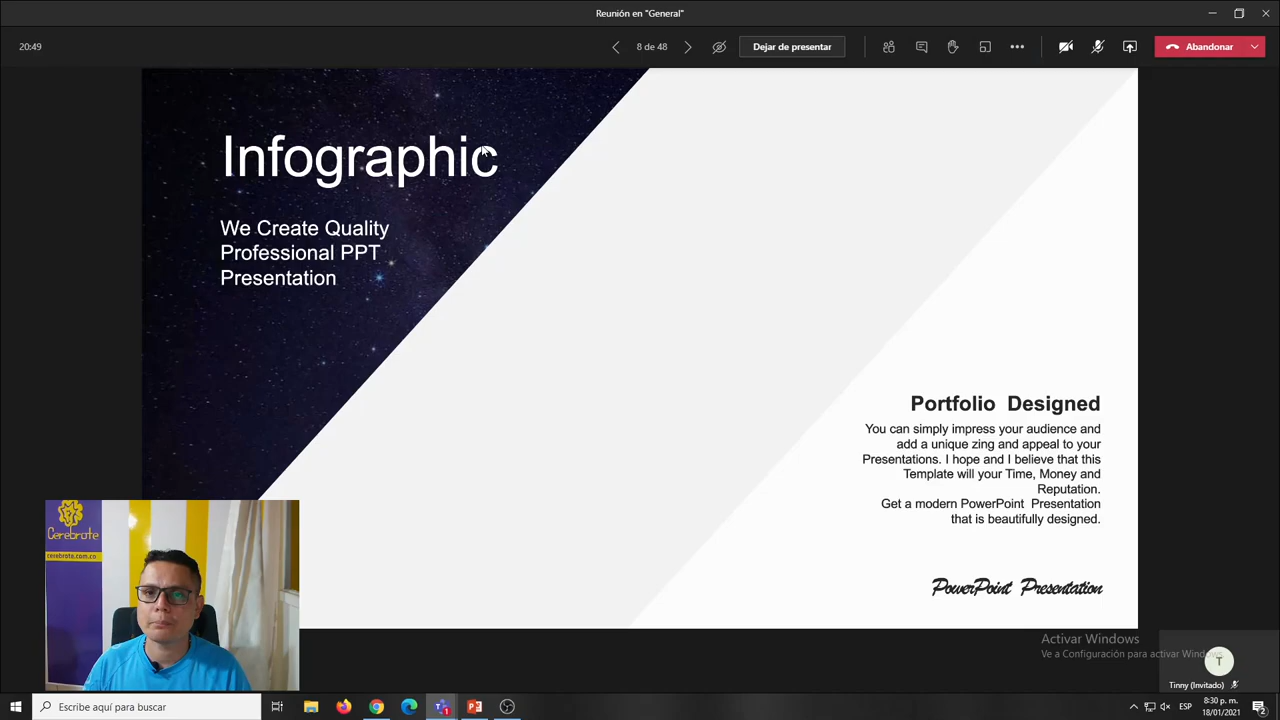 Reunión en "General"
20:49
8 de 48
Dejar de presentar
Abandonar
Infographic
We Create Quality
Professional PPT
Presentation
Portfolio Designed
You can simply impress your audience and
add a unique zing and appeal to your
Presentations. I hope and I believe that this
Template will your Time, Money and
Reputation.
Get a modern PowerPoint Presentation
that is beautifully designed.
PowerPoint Presentation
Cerebrate
cerebrate.com.co
Activar Windows
Ve a Configuración para activar Windows.
T
Tinny (Invitado)
Escribe aquí para buscar
ESP
8:30 p. m.
18/01/2021
2